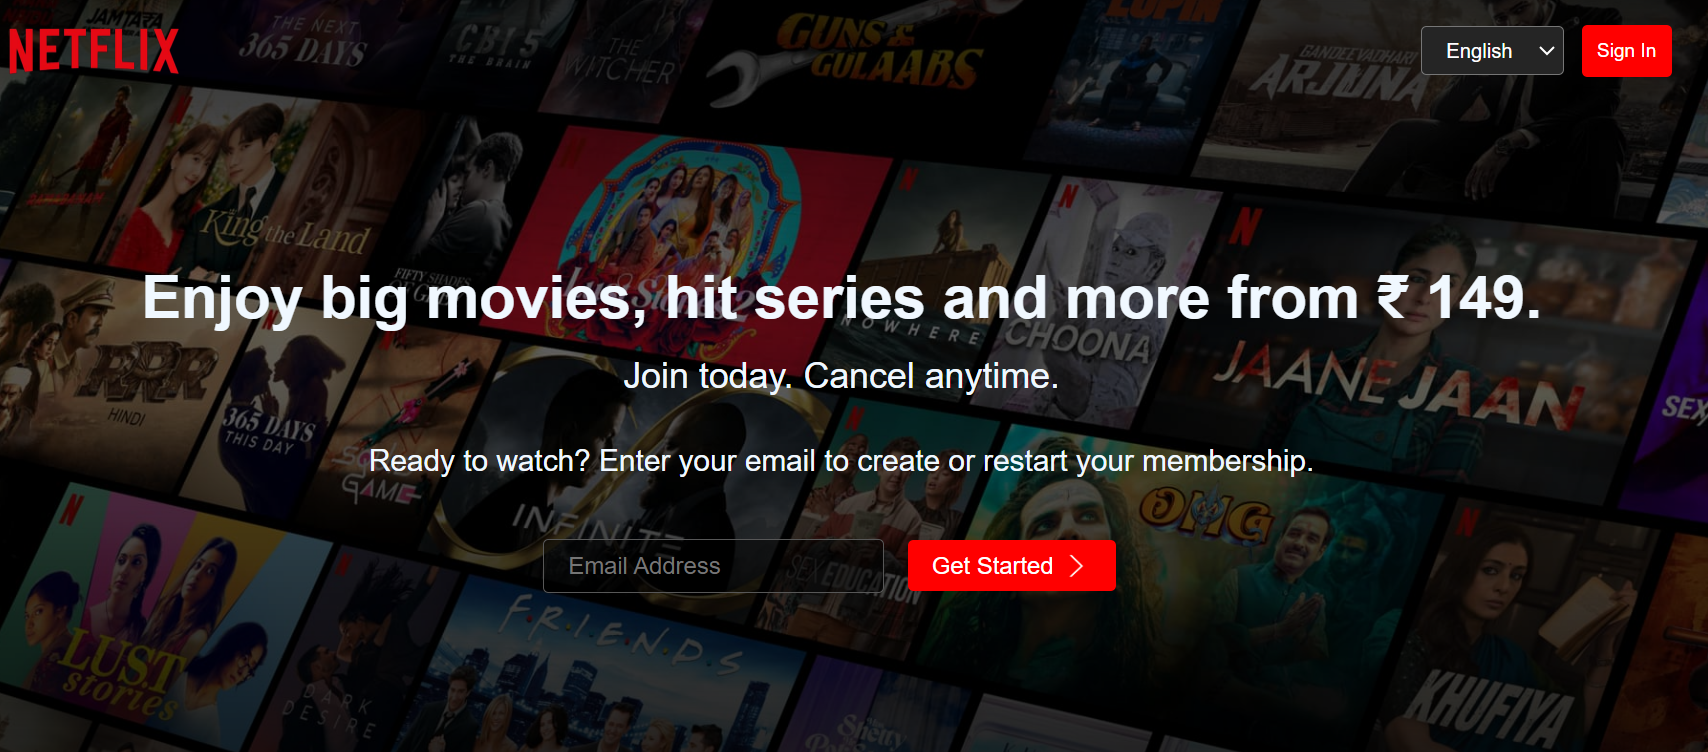 JAMTARA
THE NEXT
365 DAYS
CBI 5
THE BRAIN
THE
WITCHER
GUNS &
GULAABS
LUPIN
GANDEEVADHARI
ARJUNA
NETFLIX
English
Sign In
King the Land
FIFTY SHADES
Enjoy big movies, hit series and more from ₹ 149.
NOWHERE
CHOONA
JAANE JAAN
Join today. Cancel anytime.
RRR
HINDI
365 DAYS
THIS DAY
GAME
SEX
Ready to watch? Enter your email to create or restart your membership.
INFINITE
OMG
Email Address
Get Started
SEX EDUCATION
FRIENDS
LUST
stories
DARK
DESIRE
KHUFIYA